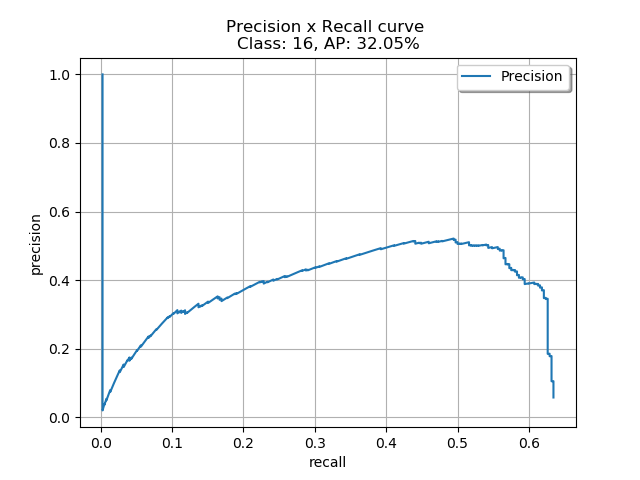 Precision x Recall curve
Class: 16, AP: 32.05%
Precision
1.0
0.8
0.6
0.4
0.2
0.0
precision
0.0 0.1 0.2 0.3 0.4 0.5 0.6
recall